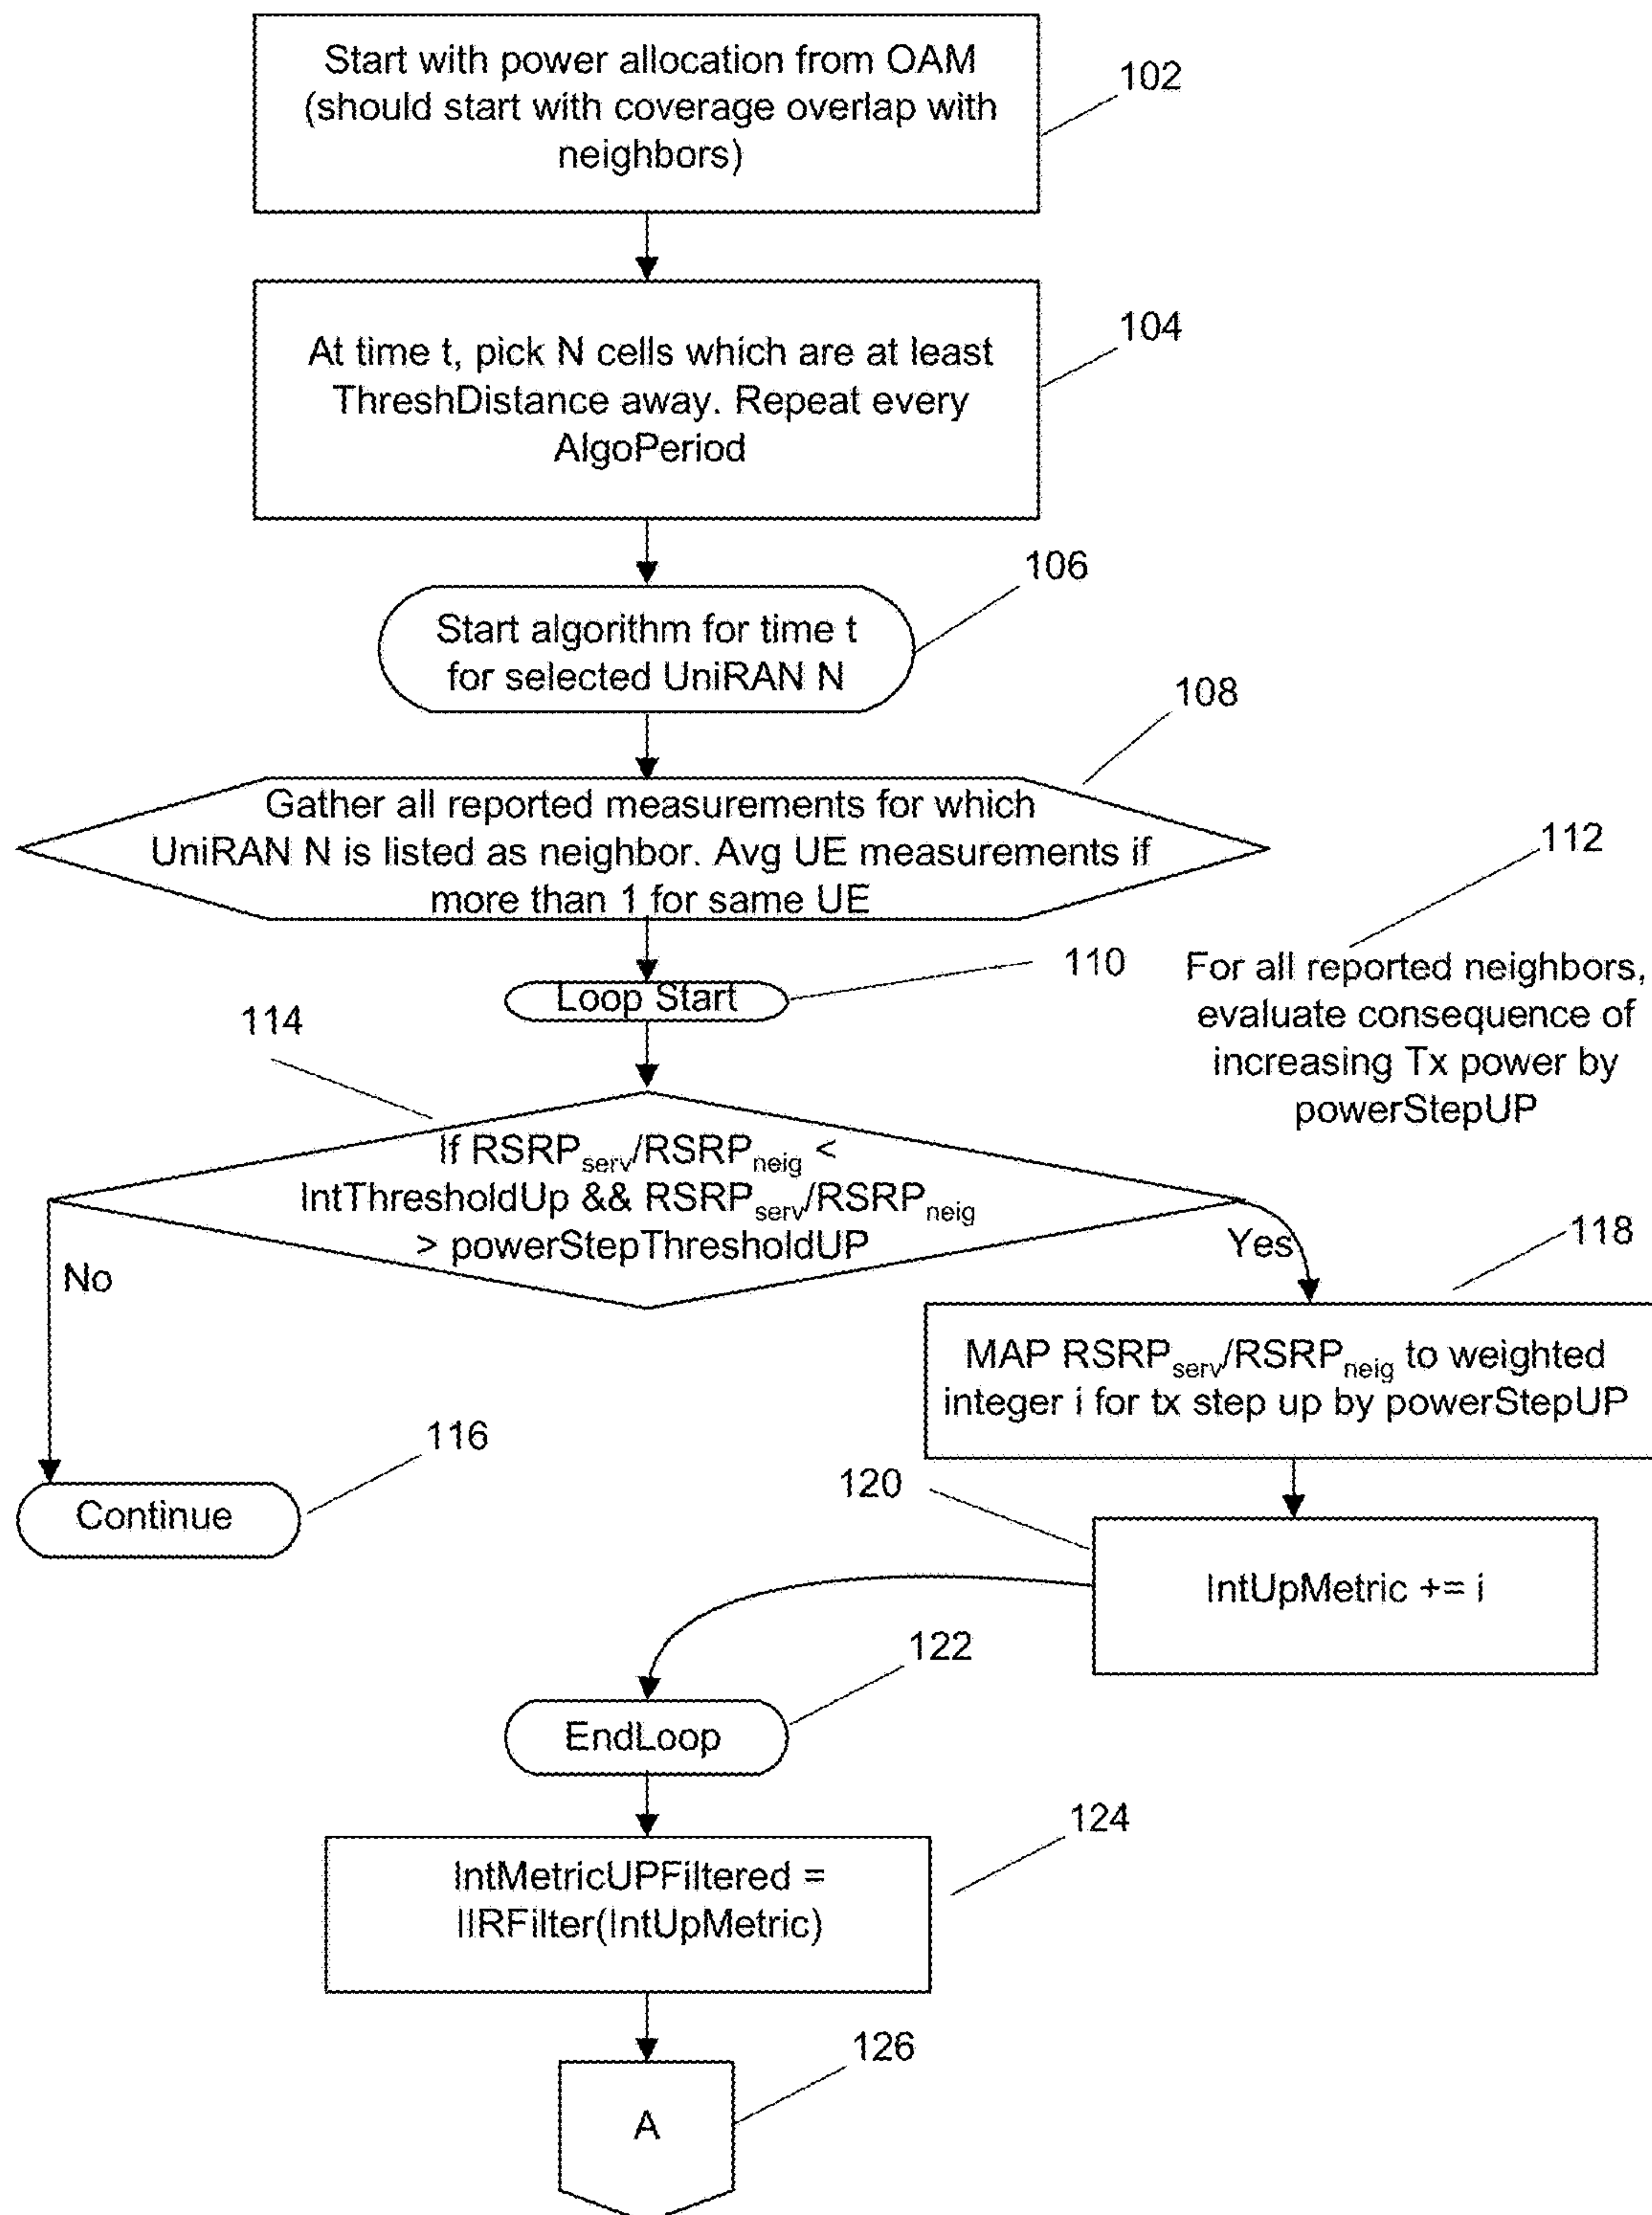 Start with power allocation from OAM
(should start with coverage overlap with
neighbors)
102
At time t, pick N cells which are at least
ThreshDistance away. Repeat every
AlgoPeriod
104
106
Start algorithm for time t
for selected UniRAN N
108
Gather all reported measurements for which
UniRAN N is listed as neighbor. Avg UE measurements if
more than 1 for same UE
112
For all reported neighbors,
evaluate consequence of
increasing Tx power by
powerStepUP
110
Loop Start
114
If RSRPserv/RSRPneig <
IntThresholdUp && RSRPserv/RSRPneig
> powerStepThresholdUP
No
Yes
118
MAP RSRPserv/RSRPneig to weighted
integer i for tx step up by powerStepUP
116
Continue
120
IntUpMetric += i
122
EndLoop
124
IntMetricUPFiltered =
IIRFilter(IntUpMetric)
126
A